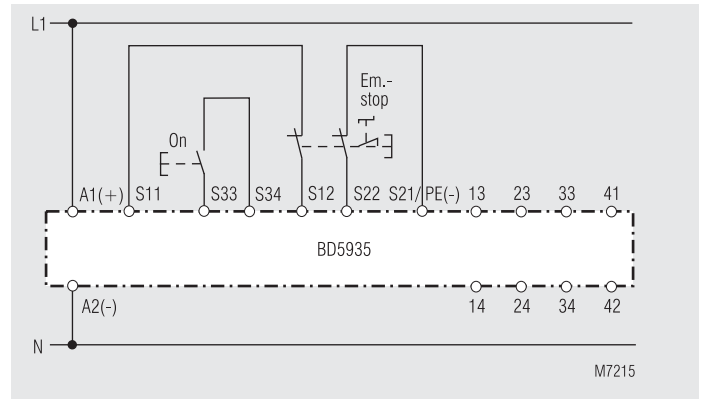 L1
Em.-
stop
On
A1(+) S11 S33 S34 S12 S22 S21/ PE(-) 13 23 33 41
BD5935
A2(-) 14 24 34 42
N
M7215